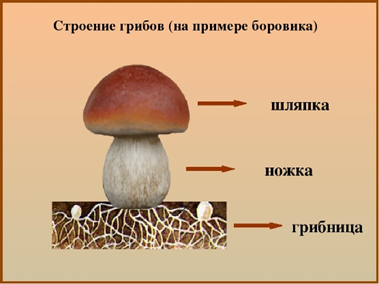 Строение грибов (на примере боровика)
шляпка
ножка
грибница